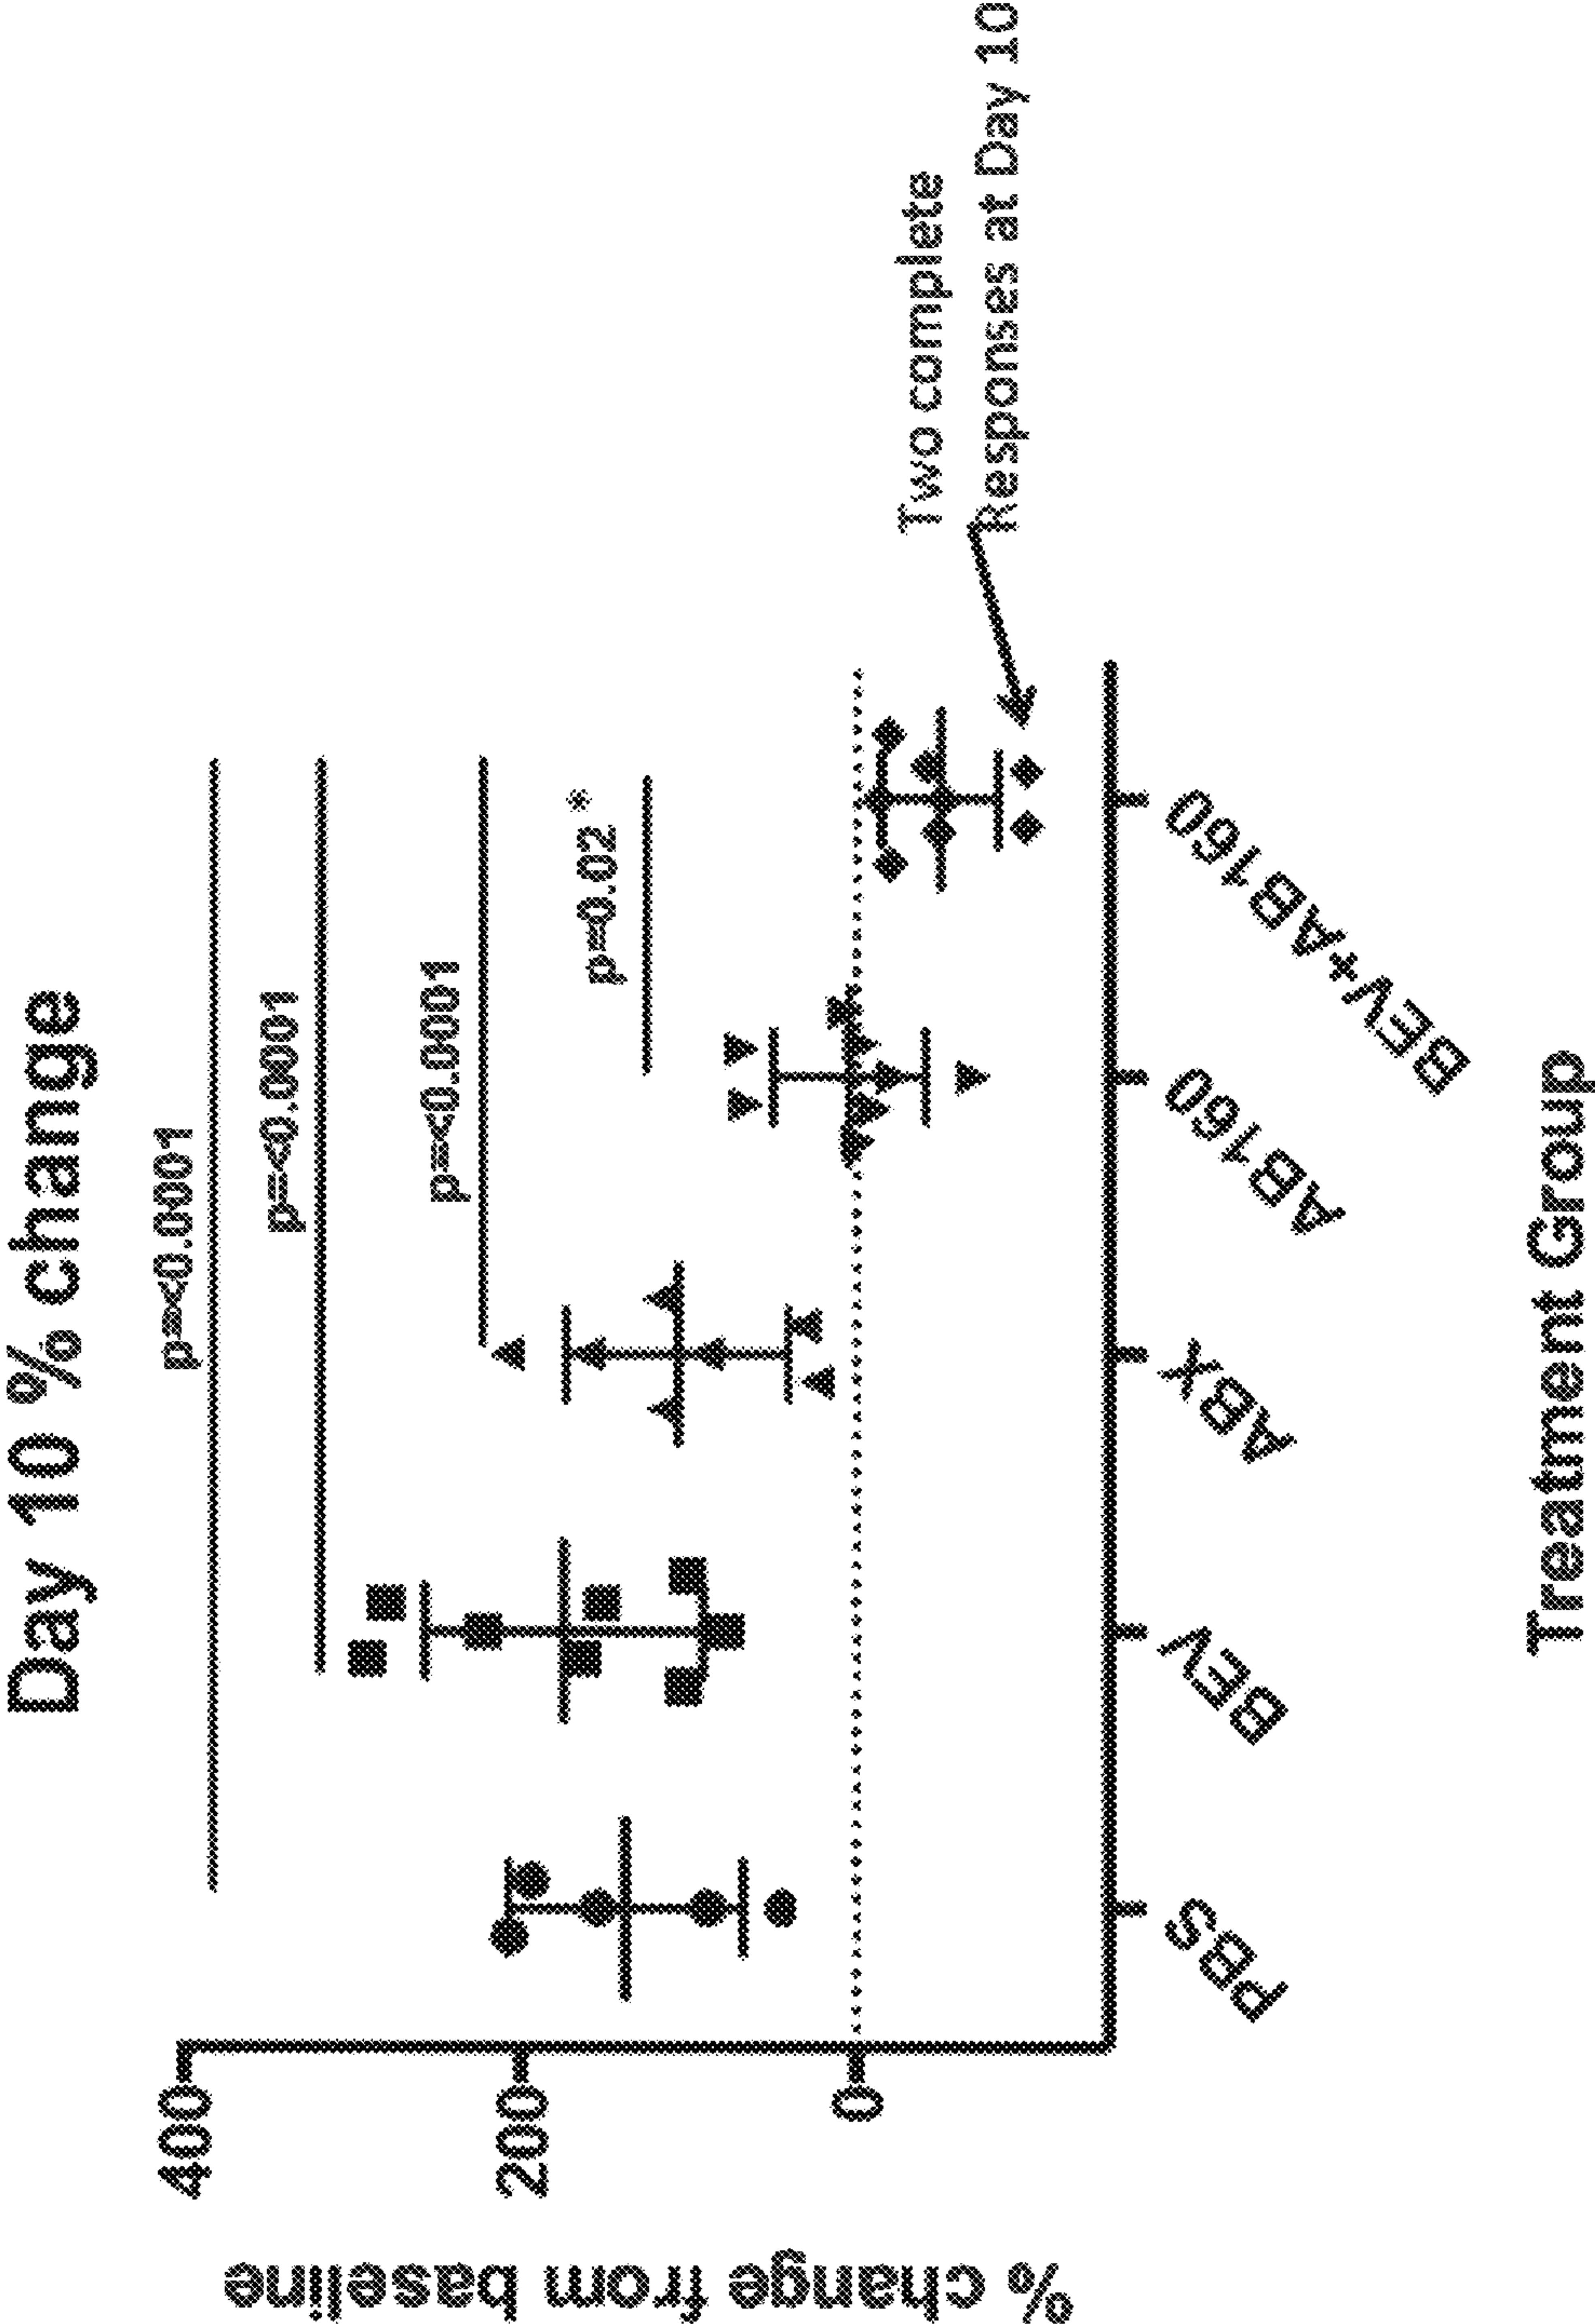 Day 10 % change
p=<0.0001
p=<0.0001
p=<0.0001
p=0.02 *
400
200
0
% change from baseline
Two complete
Responses at Day 10
PBS
BEV
ABX
AB160
BEV+AB160
Treatment Group